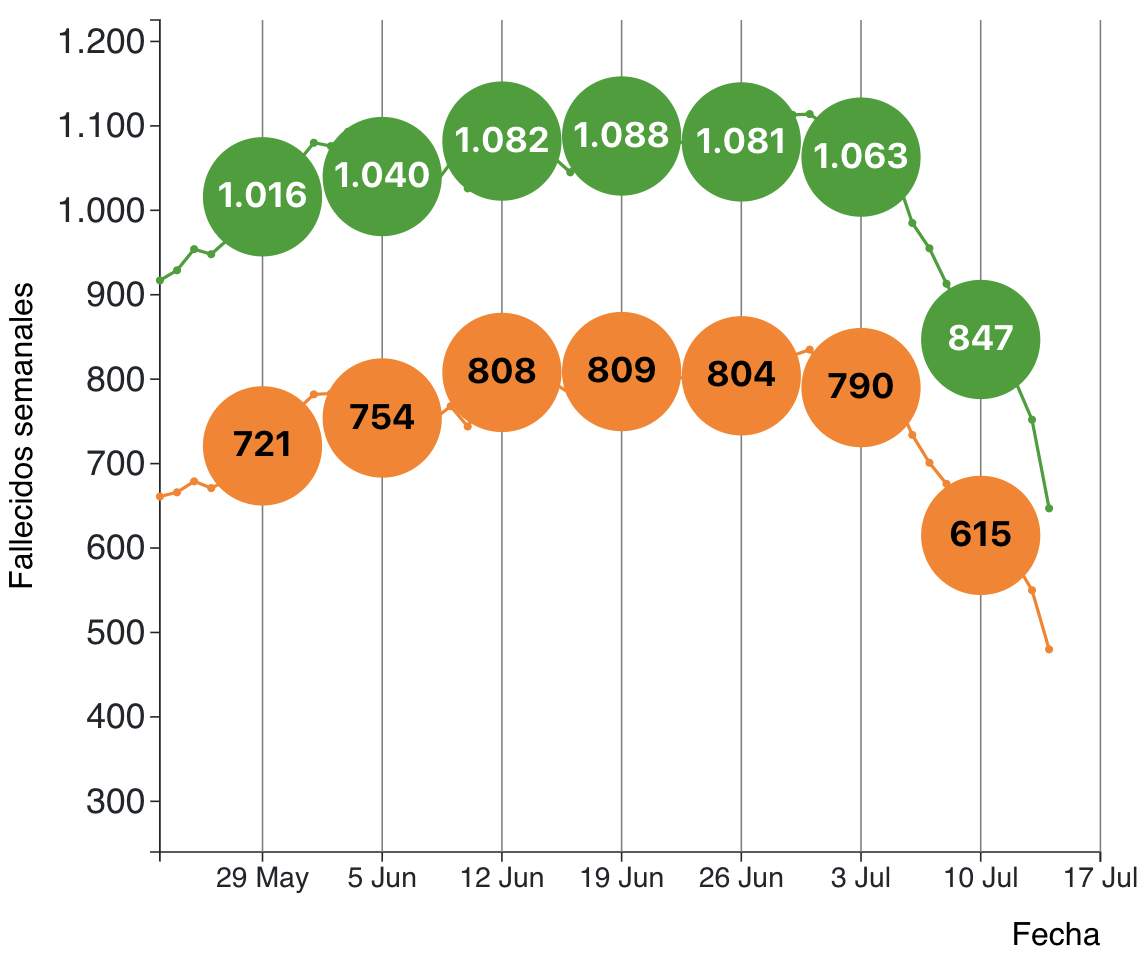 1.200
1.100
1.000
900
800
700
600
500
400
300
Fallecidos semanales
1.016
1.040
1.082
1.088
1.081
1.063
847
721
754
808
809
804
790
615
29 May
5 Jun
12 Jun
19 Jun
26 Jun
3 Jul
10 Jul
17 Jul
Fecha